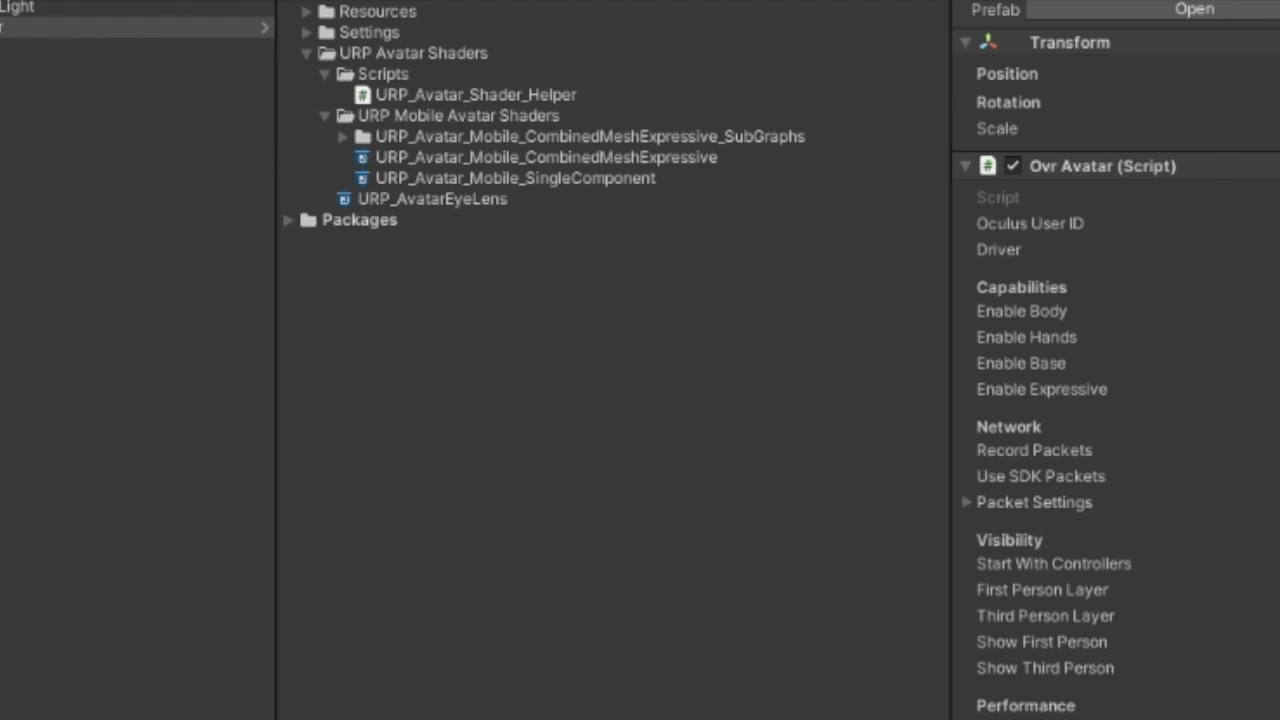 Light
Resources
Settings
URP Avatar Shaders
Scripts
URP_Avatar_Shader_Helper
URP Mobile Avatar Shaders
URP_Avatar_Mobile_CombinedMeshExpressive_SubGraphs
URP_Avatar_Mobile_CombinedMeshExpressive
URP_Avatar_Mobile_SingleComponent
URP_AvatarEyeLens
Packages
Prefab Open
Transform
Position
Rotation
Scale
# Ovr Avatar (Script)
Script
Oculus User ID
Driver
Capabilities
Enable Body
Enable Hands
Enable Base
Enable Expressive
Network
Record Packets
Use SDK Packets
Packet Settings
Visibility
Start With Controllers
First Person Layer
Third Person Layer
Show First Person
Show Third Person
Performance